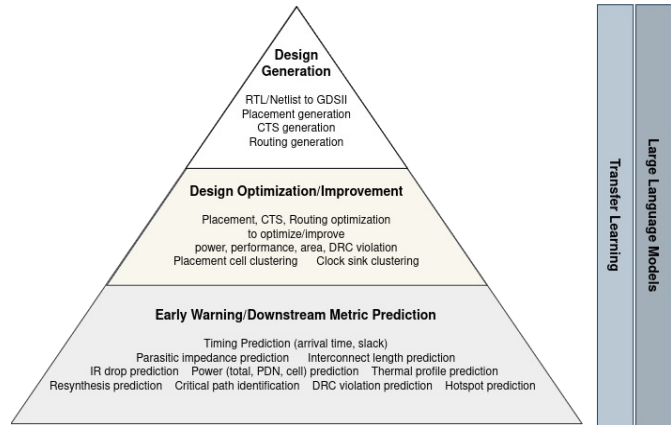 Design
Generation
RTL/Netlist to GDSII
Placement generation
CTS generation
Routing generation
Design Optimization/Improvement
Placement, CTS, Routing optimization
to optimize/improve
power, performance, area, DRC violation
Placement cell clustering Clock sink clustering
Early Warning/Downstream Metric Prediction
Timing Prediction (arrival time, slack)
Parasitic impedance prediction Interconnect length prediction
IR drop prediction Power (total, PDN, cell) prediction Thermal profile prediction
Resynthesis prediction Critical path identification DRC violation prediction Hotspot prediction
Transfer Learning
Large Language Models